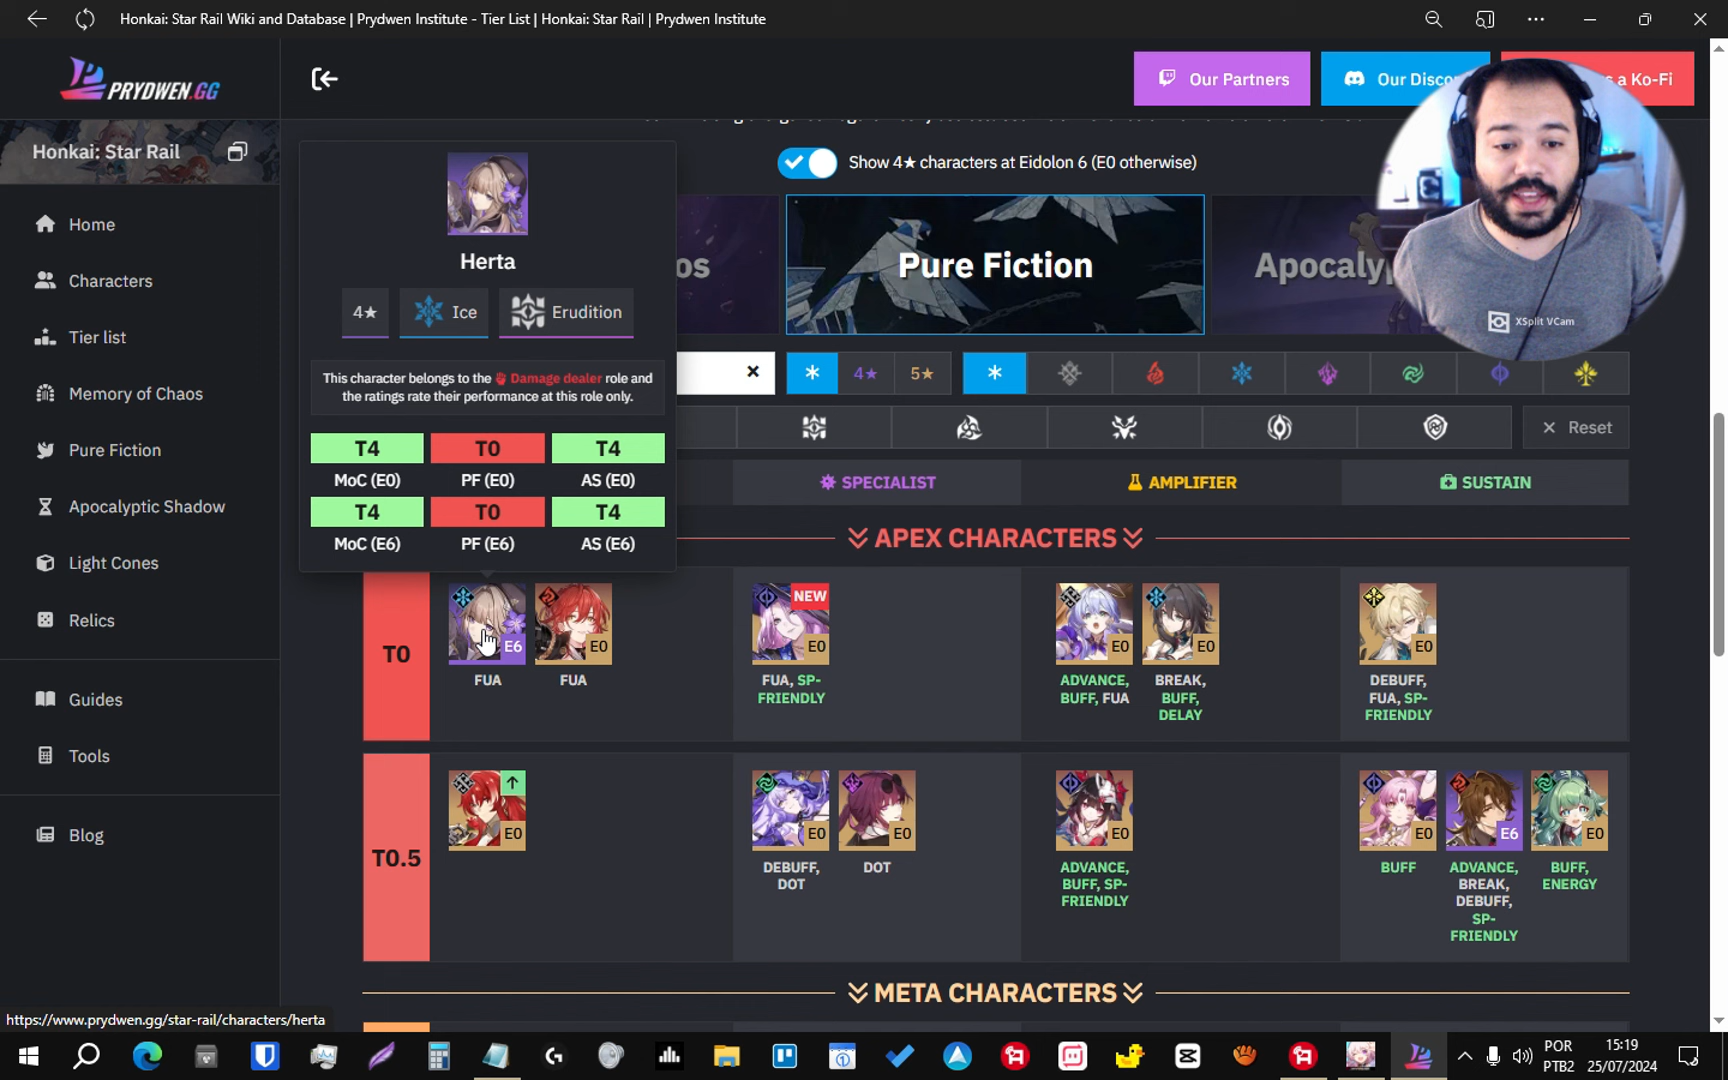 Honkai: Star Rail Wiki and Database | Prydwen Institute - Tier List | Honkai: Star Rail | Prydwen Institute
PRYDWEN.GG
Our Partners
Our Disco
s a Ko-Fi
Honkai: Star Rail
Home
Characters
Tier list
Memory of Chaos
Pure Fiction
Apocalyptic Shadow
Light Cones
Relics
Guides
Tools
Blog
Show 4★ characters at Eidolon 6 (E0 otherwise)
os
Pure Fiction
Apocaly
XSplit VCam
Herta
4★
Ice
Erudition
This character belongs to the Damage dealer role and
the ratings rate their performance at this role only.
T4 T0 T4
MoC (E0) PF (E0) AS (E0)
T4 T0 T4
MoC (E6) PF (E6) AS (E6)
4★ 5★
Reset
SPECIALIST
AMPLIFIER
SUSTAIN
APEX CHARACTERS
T0
E6
FUA
E0
FUA
NEW
E0
FUA, SP-
FRIENDLY
E0
ADVANCE,
BUFF, FUA
E0
BREAK,
BUFF,
DELAY
E0
DEBUFF,
FUA, SP-
FRIENDLY
T0.5
E0
E0
DEBUFF,
DOT
E0
DOT
E0
ADVANCE,
BUFF, SP-
FRIENDLY
E0
BUFF
E6
ADVANCE,
BREAK,
DEBUFF,
SP-
FRIENDLY
E0
BUFF,
ENERGY
META CHARACTERS
https://www.prydwen.gg/star-rail/characters/herta
POR
PTB2
15:19
25/07/2024